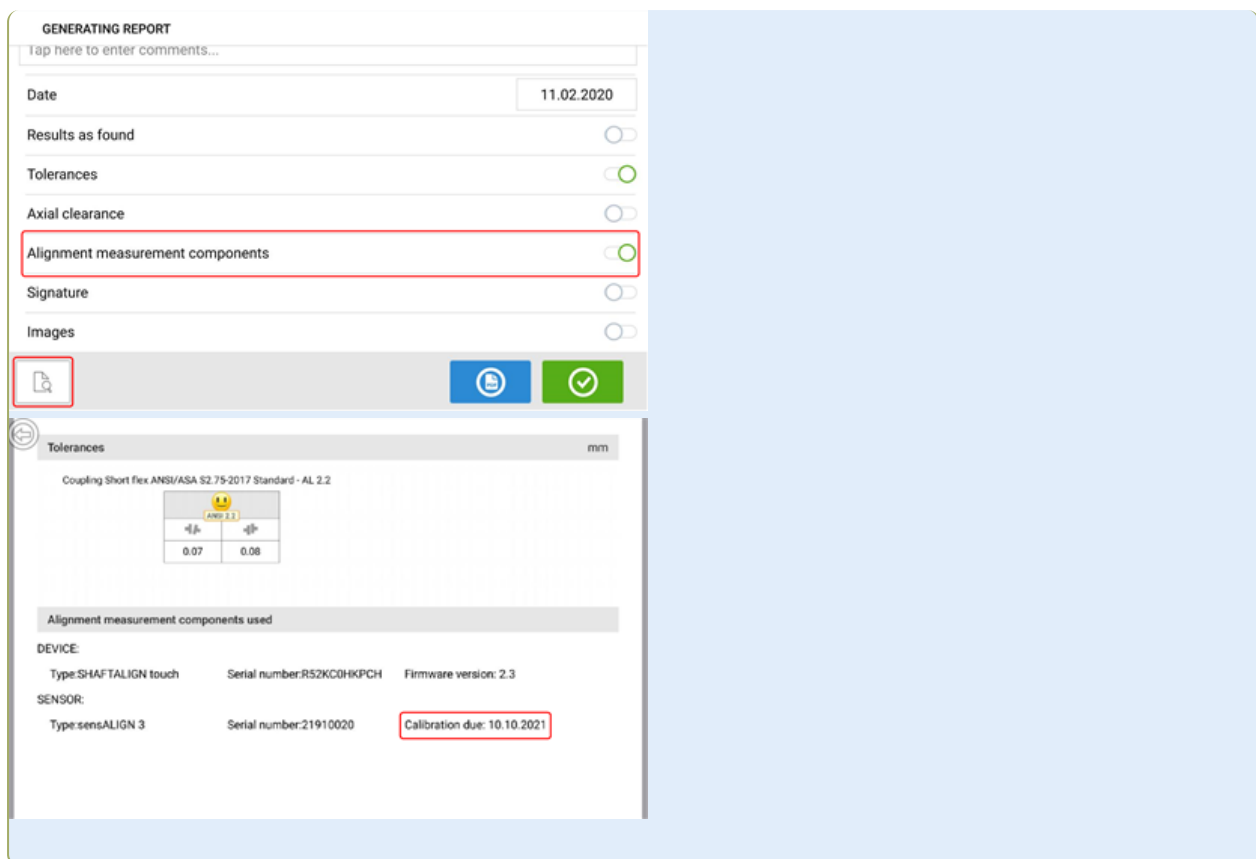 GENERATING REPORT
Tap here to enter comments...
Date 11.02.2020
Results as found
Tolerances
Axial clearance
Alignment measurement components
Signature
Images
Tolerances mm
Coupling Short flex ANSI/ASA S2.75-2017 Standard - AL 2.2
ANSI 2.2
0.07 0.08
Alignment measurement components used
DEVICE:
Type:SHAFTALIGN touch Serial number:R52KC0HKPCH Firmware version: 2.3
SENSOR:
Type:sensALIGN 3 Serial number:21910020 Calibration due: 10.10.2021